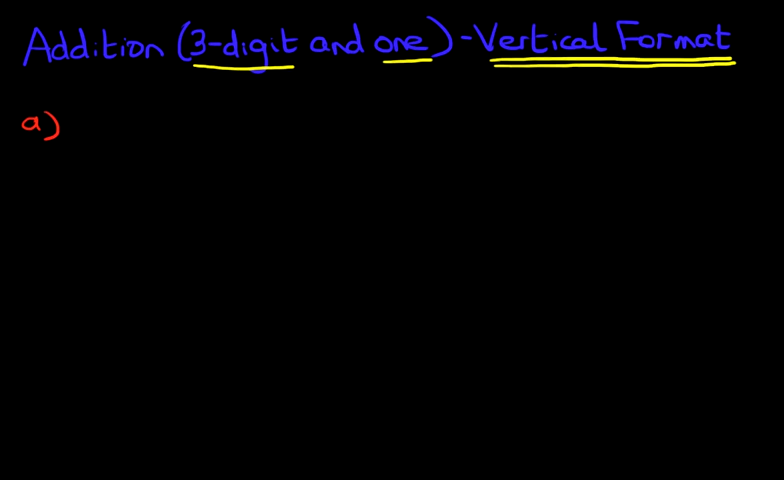 Addition (3-digit and one) - Vertical Format
a)